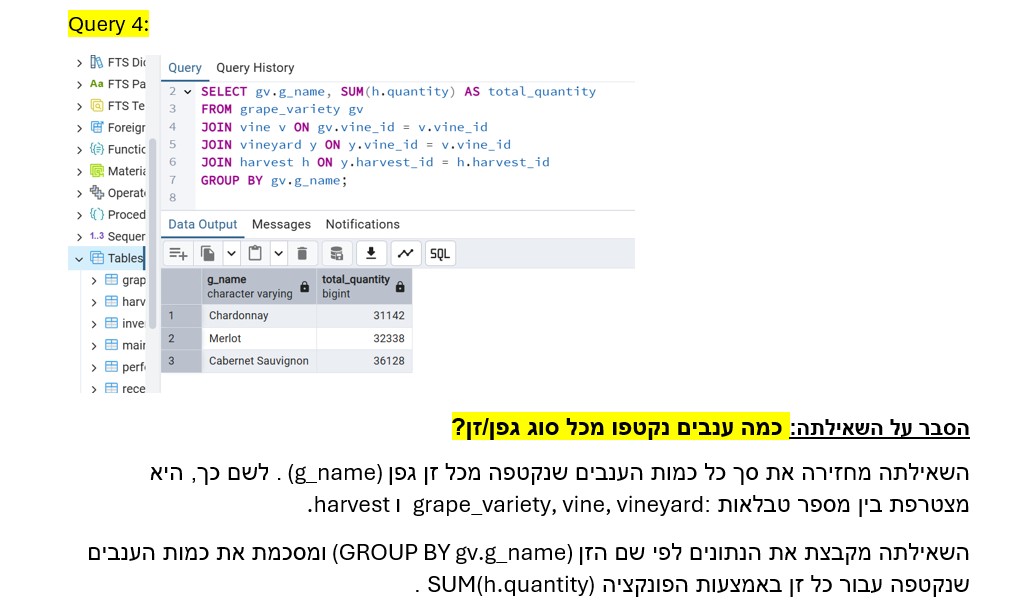 Query 4:
FTS Dic
Aa FTS Pa
FTS Te
Foreigr
Functic
Materia
Operat
Proced
1..3 Sequer
Tables
grap
harv
inve
mair
perf
rece
Query Query History
2 SELECT gv.g_name, SUM(h.quantity) AS total_quantity
3 FROM grape_variety gv
4 JOIN vine v ON gv.vine_id = v.vine_id
5 JOIN vineyard y ON y.vine_id = v.vine_id
6 JOIN harvest h ON y.harvest_id = h.harvest_id
7 GROUP BY gv.g_name;
8
Data Output Messages Notifications
SQL
g_name total_quantity
character varying bigint
1 Chardonnay 31142
2 Merlot 32338
3 Cabernet Sauvignon 36128
הסבר על השאילתה: כמה ענבים נקטפו מכל סוג גפן/זן?
השאילתה מחזירה את סך כל כמות הענבים שנקטפה מכל זן גפן (g_name) . לשם כך, היא
מצטרפת בין מספר טבלאות: grape_variety, vine, vineyard ו harvest.
השאילתה מקבצת את הנתונים לפי שם הזן (GROUP BY gv.g_name) ומסכמת את כמות הענבים
שנקטפה עבור כל זן באמצעות הפונקציה SUM(h.quantity) .